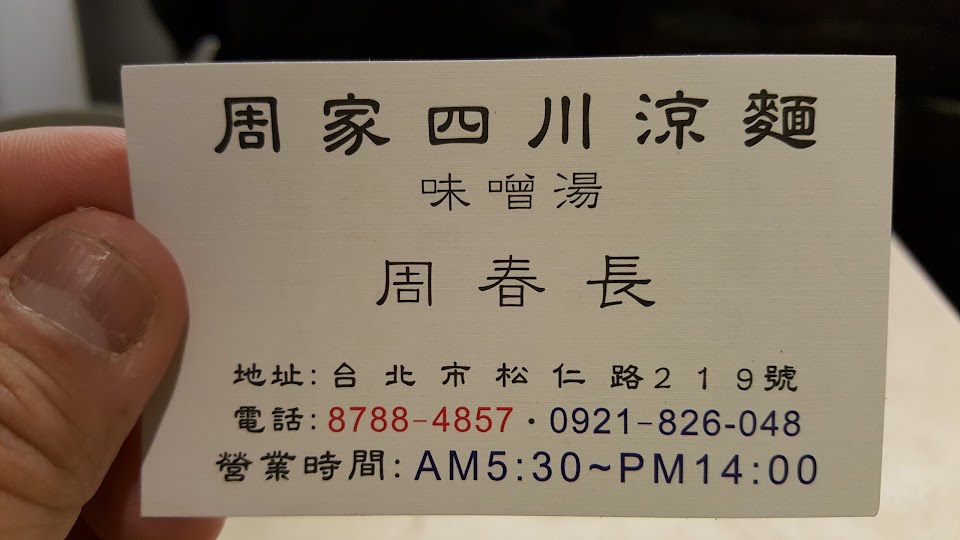 周家四川涼麵
味噌湯
周春長
地址:台北市松仁路219號
電話:8788-4857·0921-826-048
營業時間:AM5:30~PM14:00